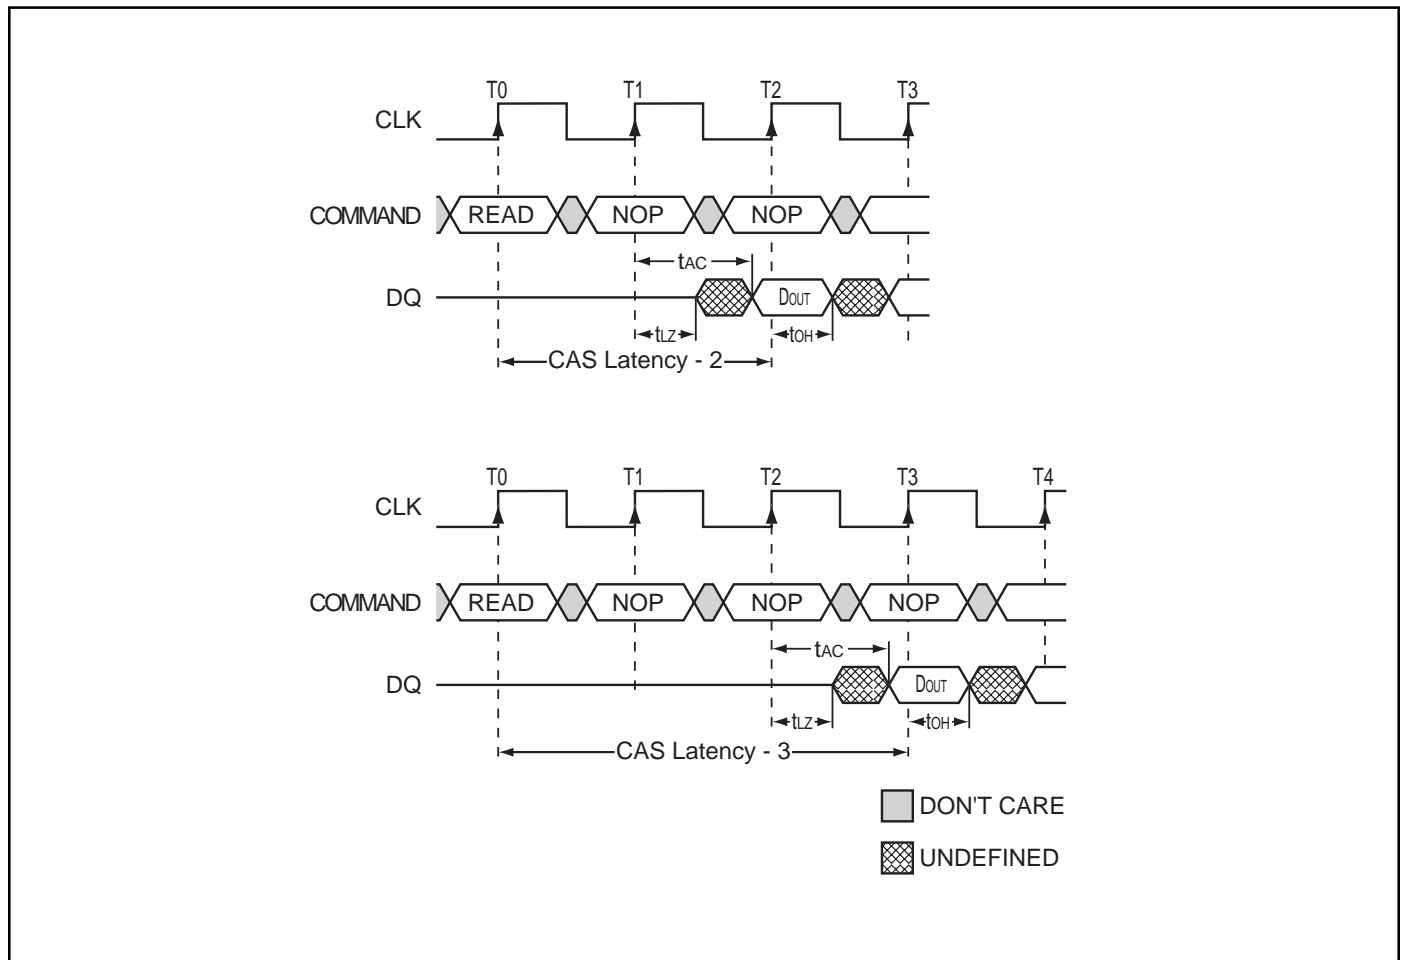 T0 T1 T2 T3
CLK
COMMAND READ NOP NOP
tAC
DQ DOUT
tLZ tOH
CAS Latency - 2
T0 T1 T2 T3 T4
CLK
COMMAND READ NOP NOP NOP
tAC
DQ DOUT
tLZ tOH
CAS Latency - 3
DON'T CARE
UNDEFINED